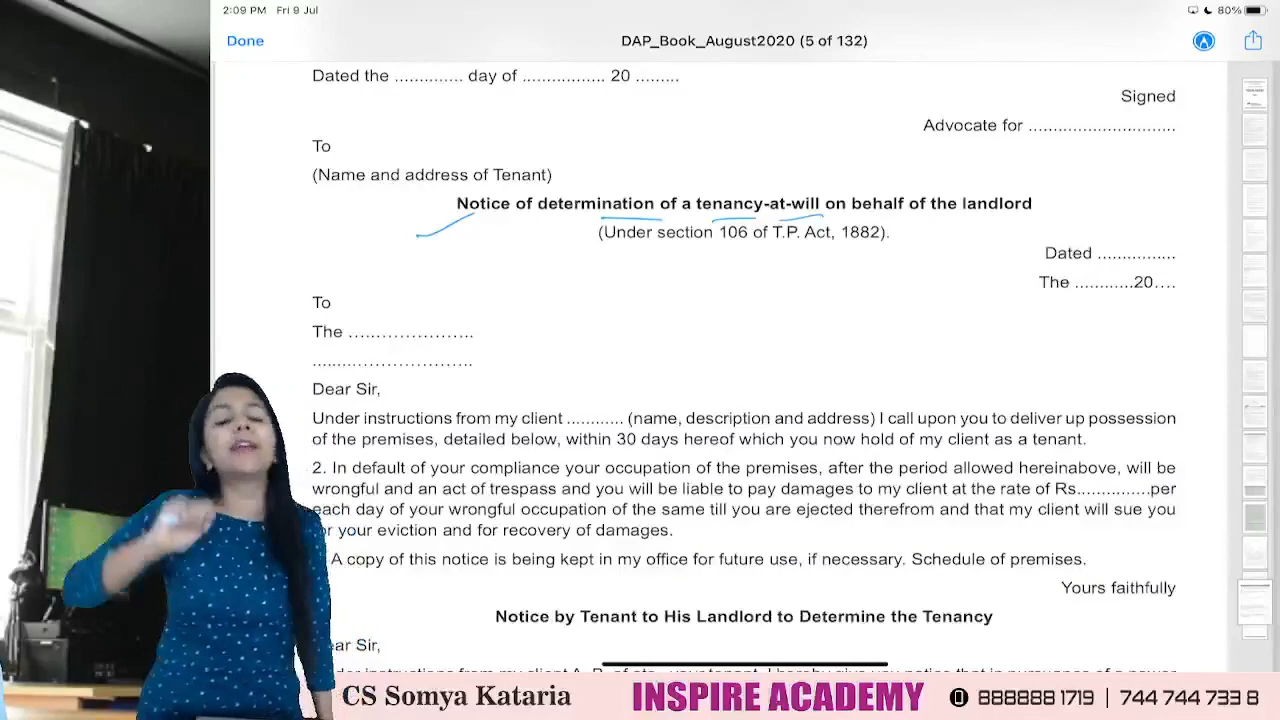 2:09 PM Fri 9 Jul
80%
Done
DAP_Book_August2020 (5 of 132)
Dated the .............. day of ................. 20 .........
Signed
Advocate for ..............................
To
(Name and address of Tenant)
Notice of determination of a tenancy-at-will on behalf of the landlord
(Under section 106 of T.P. Act, 1882).
Dated ................
The ............20....
To
The .........................
................................
Dear Sir,
Under instructions from my client ............ (name, description and address) I call upon you to deliver up possession
of the premises, detailed below, within 30 days hereof which you now hold of my client as a tenant.
2. In default of your compliance your occupation of the premises, after the period allowed hereinabove, will be
wrongful and an act of trespass and you will be liable to pay damages to my client at the rate of Rs...............per
each day of your wrongful occupation of the same till you are ejected therefrom and that my client will sue you
your eviction and for recovery of damages.
A copy of this notice is being kept in my office for future use, if necessary. Schedule of premises.
Yours faithfully
Notice by Tenant to His Landlord to Determine the Tenancy
ear Sir,
CS Somya Kataria INSPIRE ACADEMY 888888 1719 | 744 744 733 8